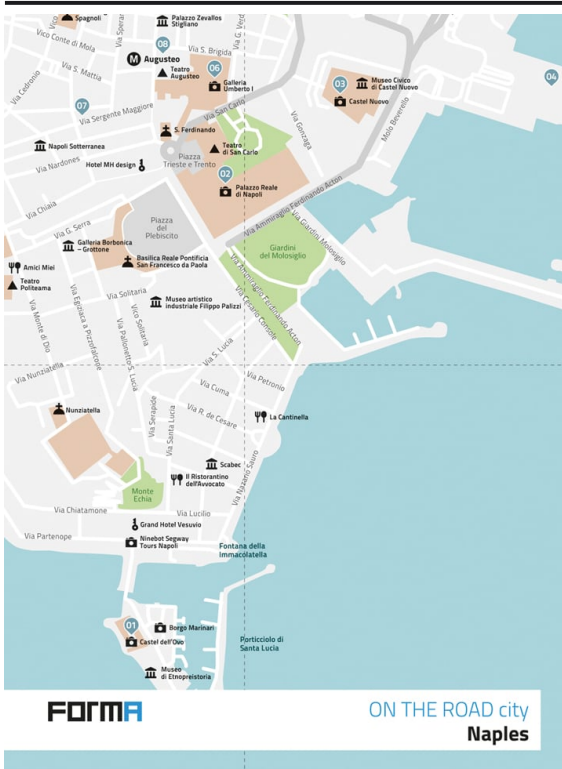 Spagnoli
Vico
Via Speran
Palazzo Zevallos
Stigliano
Via G. Verd
Vico Conte di Mola
08
M Augusteo
Via S. Brigida
Via Cedronio
Via S. Mattia
Teatro
Augusteo
06
Galleria
Umberto I
03
Museo Civico
di Castel Nuovo
04
07
Castel Nuovo
Via Sergente Maggiore
Via San Carlo
Via Gonzaga
Molo Beverello
S. Ferdinando
Napoli Sotterranea
Teatro
di San Carlo
Piazza
Trieste e Trento
Via Nardones
Hotel MH design
02
Palazzo Reale
di Napoli
Via Chiaia
Via Ammiraglio Ferdinando Acton
Via G. Serra
Piazza
del
Plebiscito
Via Giardini Molosiglio
Galleria Borbonica
– Grottone
Giardini
del Molosiglio
Basilica Reale Pontificia
San Francesco da Paola
Amici Miei
Teatro
Politeama
Via Ammiraglio Ferdinando Acton
Via Cesario Console
Via Solitaria
Museo artistico
industriale Filippo Palizzi
Via Monte di Dio
Via Egiziaca a Pizzofalcone
Vico Solitaria
Via Pallonetto S. Lucia
Via S. Lucia
Via Nunziatella
Via Petronio
Via Cuma
Nunziatella
Via Serapide
Via Santa Lucia
Via R. de Cesare
La Cantinella
Via Nazario Sauro
Scabec
Il Ristorantino
dell'Avvocato
Monte
Echia
Via Chiatamone
Via Lucilio
Grand Hotel Vesuvio
Via Partenope
Ninebot Segway
Tours Napoli
Fontana della
Immacolatella
01
Borgo Marinari
Castel dell'Ovo
Porticciolo di
Santa Lucia
Museo
di Etnopreistoria
FORMA
ON THE ROAD city
Naples